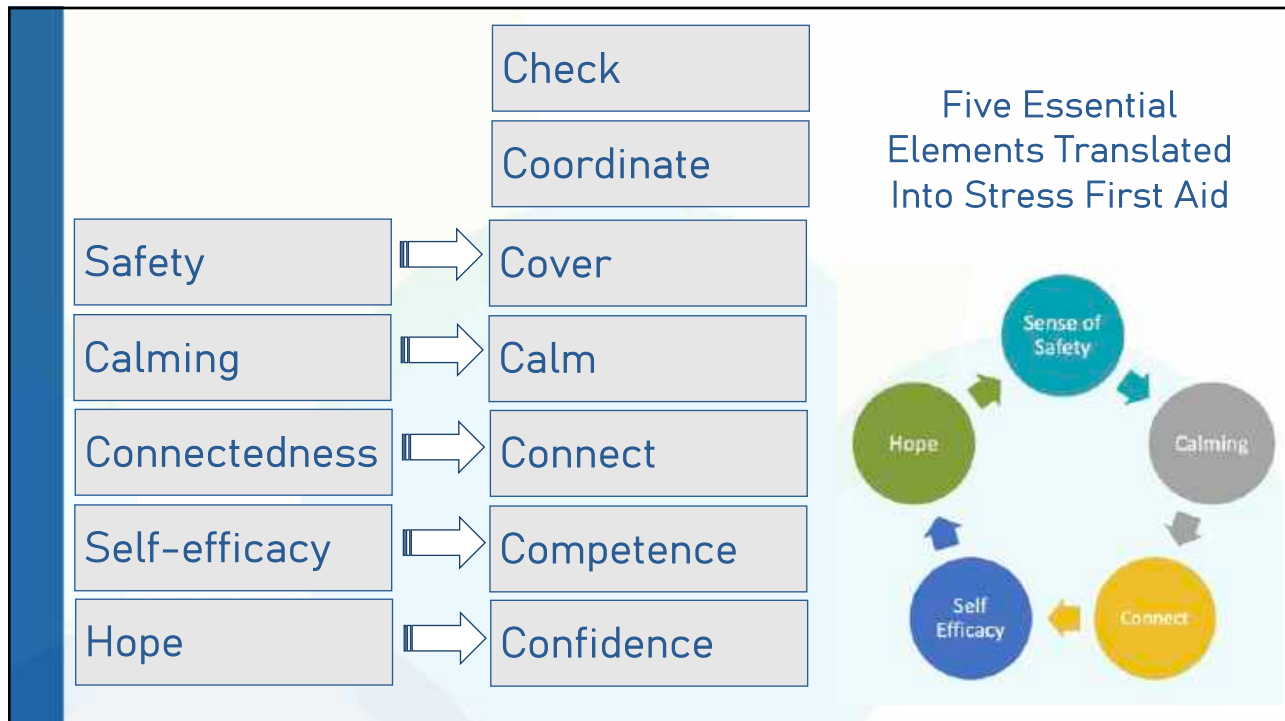 Check
Coordinate
Safety
Cover
Calming
Calm
Connectedness
Connect
Self-efficacy
Competence
Hope
Confidence
Five Essential
Elements Translated
Into Stress First Aid
Sense of
Safety
Calming
Connect
Self
Efficacy
Hope